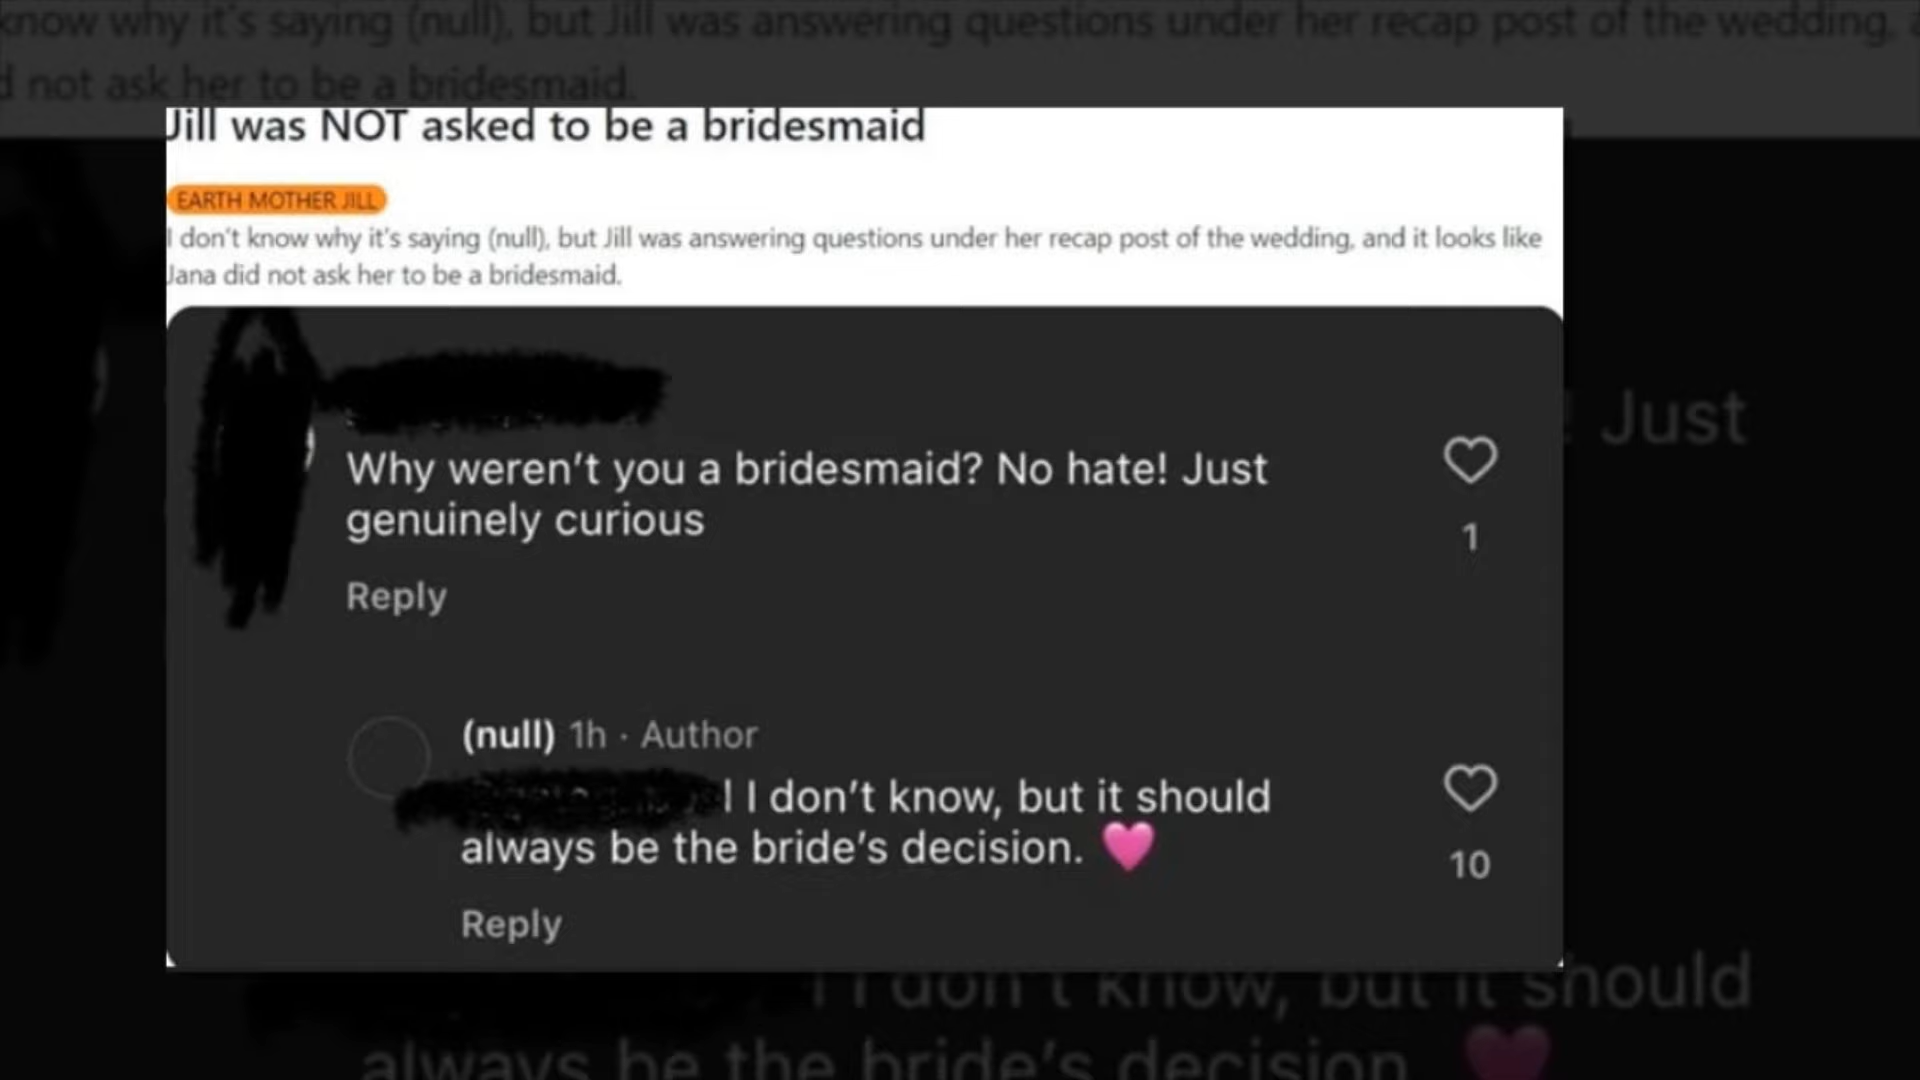 know why it's saying (null), but Jill was answering questions under her recap post of the wedding,
d not ask her to be a bridesmaid.
Jill was NOT asked to be a bridesmaid
EARTH MOTHER JILL
I don't know why it's saying (null), but Jill was answering questions under her recap post of the wedding, and it looks like
Jana did not ask her to be a bridesmaid.
! Just
Why weren't you a bridesmaid? No hate! Just
genuinely curious
1
Reply
(null) 1h · Author
l I don't know, but it should
always be the bride's decision. 🩷
10
Reply
I don't know, but it should
always be the bride's decision. 🩷